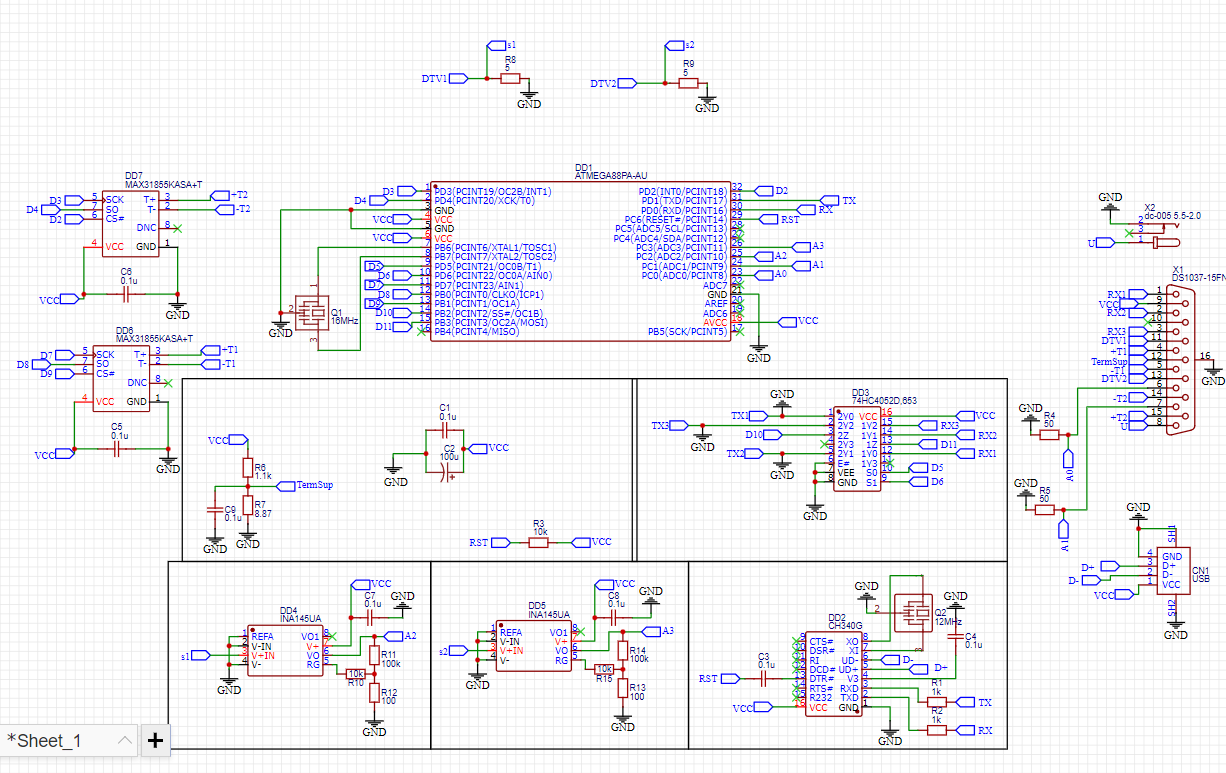 s1
R8
5
DTV1
GND
s2
R9
5
DTV2
GND
DD7
MAX31855KASA+T
D3
D4
D2
5
7
6
SCK
SO
CS#
T+
T-
3
2
+T2
-T2
DNC
8
4
VCC
GND
1
C6
0.1u
VCC
GND
DD6
MAX31855KASA+T
D7
D8
D9
5
7
6
SCK
SO
CS#
T+
T-
3
2
+T1
-T1
DNC
8
4
VCC
GND
1
C5
0.1u
VCC
GND
DD1
ATMEGA88PA-AU
D3
1
PD3(PCINT19/OC2B/INT1)
D4
2
PD4(PCINT20/XCK/T0)
3
GND
VCC
4
VCC
5
GND
VCC
6
VCC
7
PB6(PCINT6/XTAL1/TOSC1)
8
PB7(PCINT7/XTAL2/TOSC2)
D5
9
PD5(PCINT21/OC0B/T1)
D6
10
PD6(PCINT22/OC0A/AIN0)
D7
11
PD7(PCINT23/AIN1)
D8
12
PB0(PCINT0/CLKO/ICP1)
D9
13
PB1(PCINT1/OC1A)
D10
14
PB2(PCINT2/SS#/OC1B)
15
PB3(PCINT3/OC2A/MOSI)
D11
16
PB4(PCINT4/MISO)
PD2(INT0/PCINT18)
32
D2
PD1(TXD/PCINT17)
31
TX
PD0(RXD/PCINT16)
30
RX
PC6(RESET#/PCINT14)
29
RST
PC5(ADC5/SCL/PCINT13)
28
PC4(ADC4/SDA/PCINT12)
27
PC3(ADC3/PCINT11)
26
A3
PC2(ADC2/PCINT10)
25
A2
PC1(ADC1/PCINT9)
24
A1
PC0(ADC0/PCINT8)
23
A0
ADC7
22
GND
21
AREF
20
ADC6
19
AVCC
18
VCC
PB5(SCK/PCINT5)
17
GND
1
2
3
Q1
16MHz
GND
GND
X2
dc-005 5.5-2.0
2
3
1
U
X1
DS1037-15FN
RX1
1
VCC
9
RX2
2
10
RX3
3
DTV1
11
+T1
4
TermSup
12
-T1
5
DTV2
13
6
-T2
14
7
+T2
15
U
8
16
GND
GND
R4
50
A0
GND
R5
50
A1
GND
SH1
4
GND
D+
3
D+
D-
2
D-
VCC
1
VCC
CN1
USB
SH2
GND
VCC
R6
1.1k
TermSup
C9
0.1u
R7
8.87
GND
GND
C1
0.1u
C2
100u
VCC
GND
RST
R3
10k
VCC
GND
DD3
74HC4052D,653
TX1
1
2Y0
TX3
2
2Y2
D10
3
2Z
4
2Y3
TX2
5
2Y1
6
E#
7
VEE
8
GND
VCC
16
VCC
1Y2
15
RX3
1Y1
14
RX2
1Z
13
D11
1Y0
12
RX1
1Y3
11
S0
10
D5
S1
9
D6
GND
GND
GND
DD4
INA145UA
1
REFA
2
V-IN
s1
3
V+IN
4
V-
VO1
8
V+
7
VO
6
RG
5
VCC
C7
0.1u
GND
A2
R11
100k
10k
R10
R12
100
GND
GND
DD5
INA145UA
1
REFA
2
V-IN
s2
3
V+IN
4
V-
VO1
8
V+
7
VO
6
RG
5
VCC
C8
0.1u
GND
A3
R14
100k
10k
R15
R13
100
GND
GND
DD2
CH340G
CTS#
DSR#
RI
DCD#
DTR#
RTS#
R232
VCC
XO
8
XI
7
UD-
6
D-
UD+
5
D+
V3
4
RXD
3
TXD
2
GND
1
RST
C3
0.1u
VCC
GND
2
Q2
12MHz
3
GND
C4
0.1u
R1
1k
TX
R2
1k
RX
GND
*Sheet_1